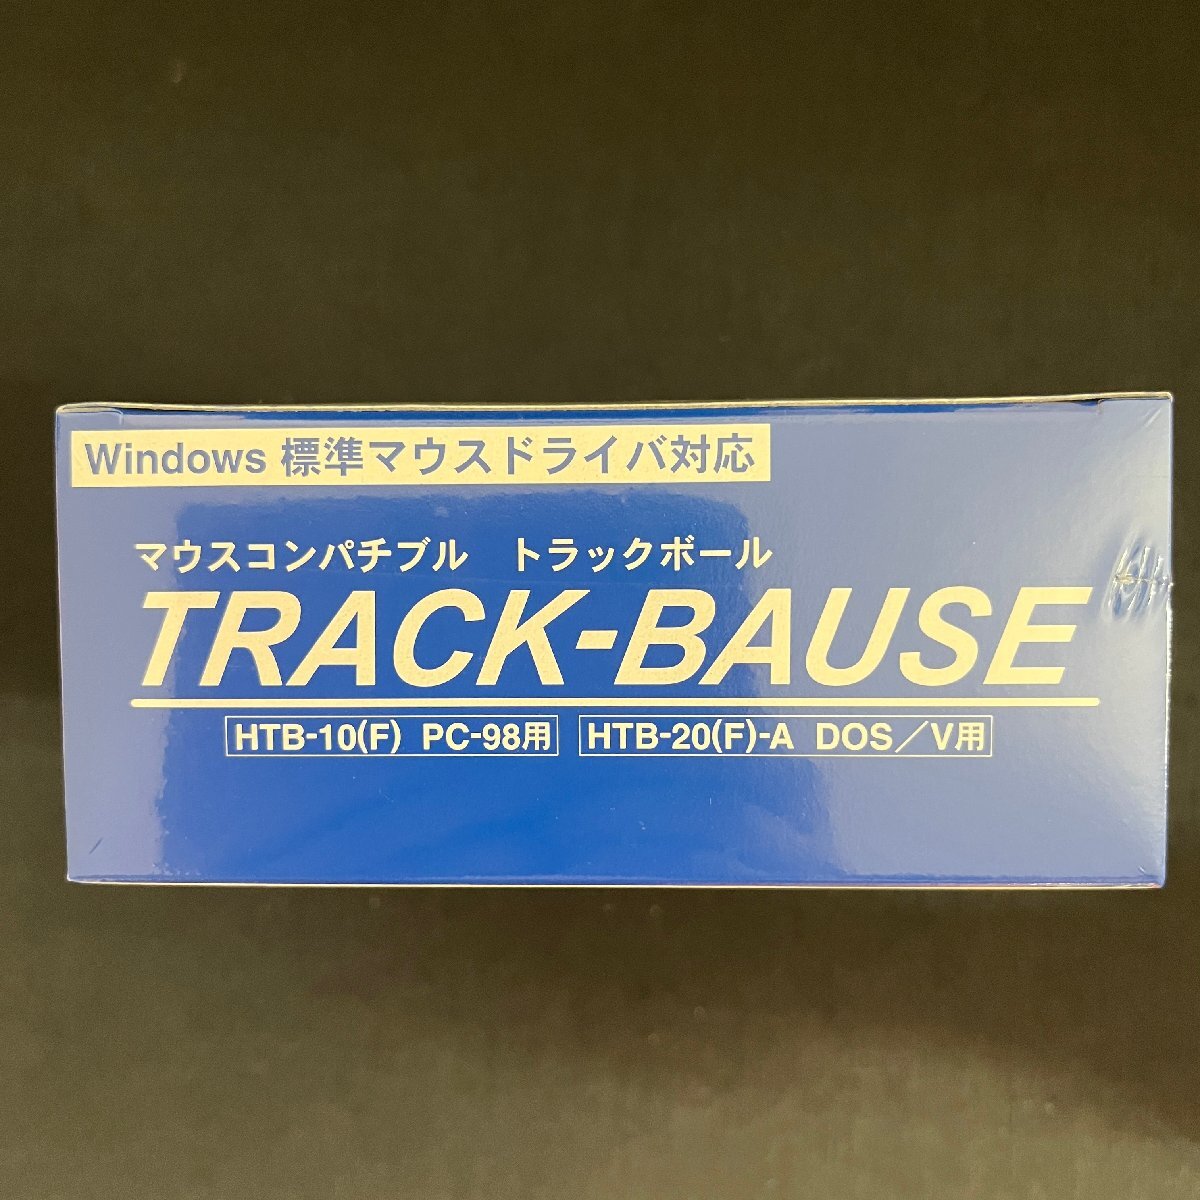 Windows 標準マウスドライバ対応
マウスコンパチブル　トラックボール
TRACK-BAUSE
HTB-10(F) PC-98用 HTB-20(F)-A DOS／V用